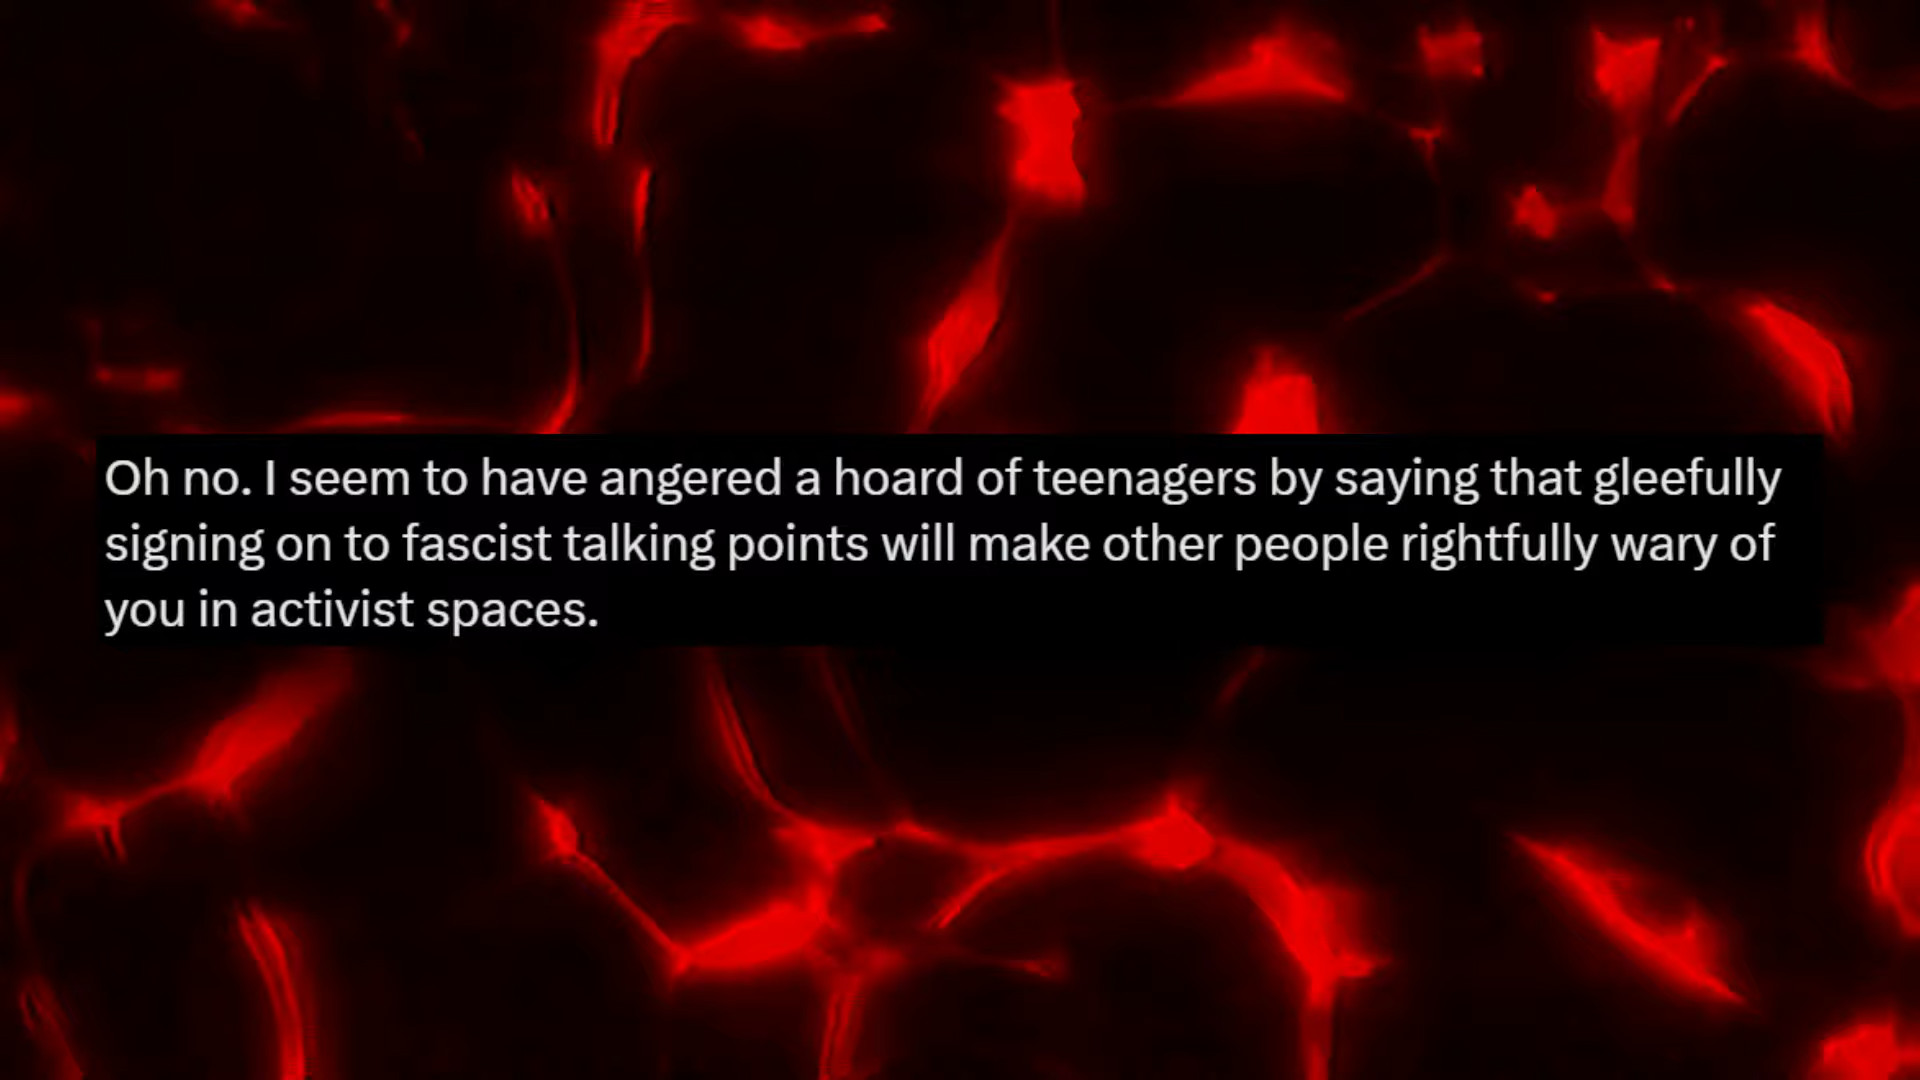 Oh no. I seem to have angered a hoard of teenagers by saying that gleefully
signing on to fascist talking points will make other people rightfully wary of
you in activist spaces.